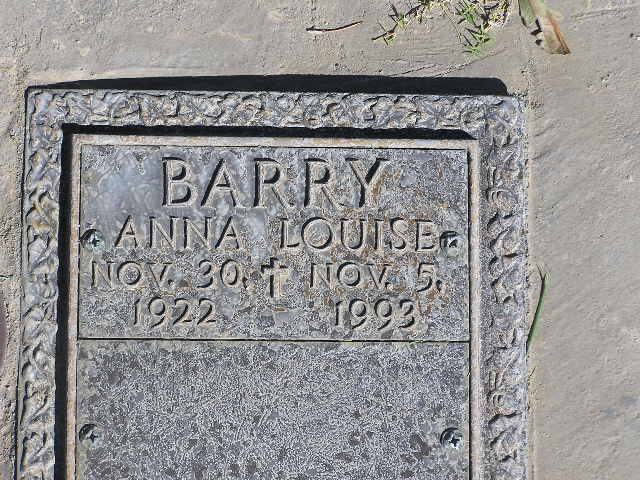 BARRY
ANNA LOUISE
NOV. 30, NOV. 5,
1922 1993